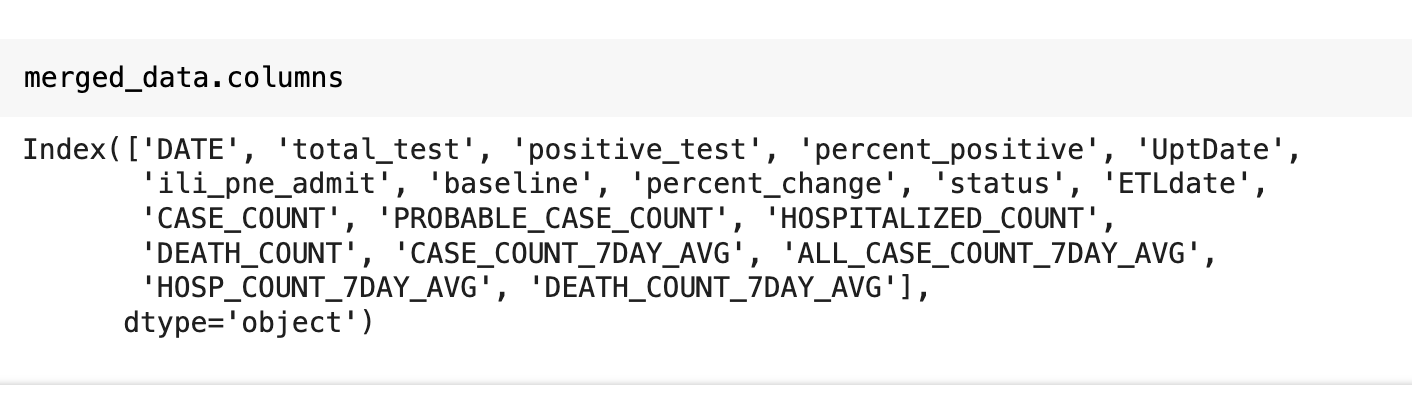 merged_data.columns
Index(['DATE', 'total_test', 'positive_test', 'percent_positive', 'UptDate',
'ili_pne_admit', 'baseline', 'percent_change', 'status', 'ETLdate',
'CASE_COUNT', 'PROBABLE_CASE_COUNT', 'HOSPITALIZED_COUNT',
'DEATH_COUNT', 'CASE_COUNT_7DAY_AVG', 'ALL_CASE_COUNT_7DAY_AVG',
'HOSP_COUNT_7DAY_AVG', 'DEATH_COUNT_7DAY_AVG'],
dtype='object')